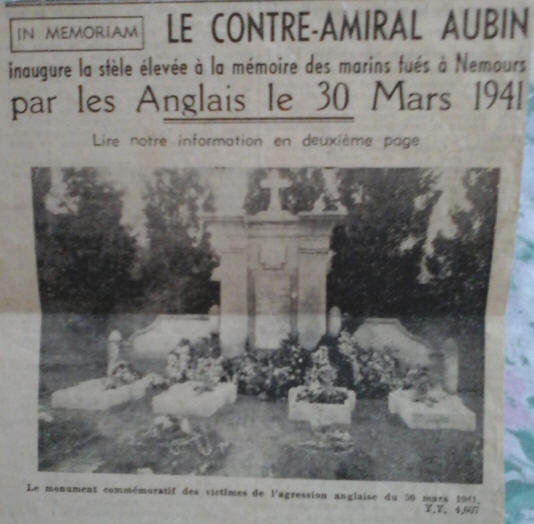 IN MEMORIAM
LE CONTRE-AMIRAL AUBIN
inaugure la stèle élevée à la mémoire des marins tués à Nemours
par les Anglais le 30 Mars 1941
Lire notre information en deuxième page
Le monument commémoratif des victimes de l'agression anglaise du 30 mars 1941.
Y.Y. 4,607